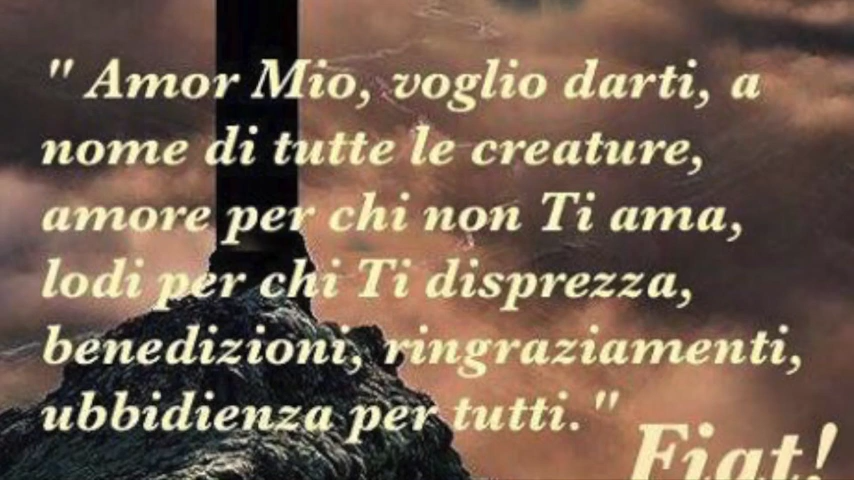 " Amor Mio, voglio darti, a
nome di tutte le creature,
amore per chi non Ti ama,
lodi per chi Ti disprezza,
benedizioni, ringraziamenti,
ubbidienza per tutti."
Fiat!